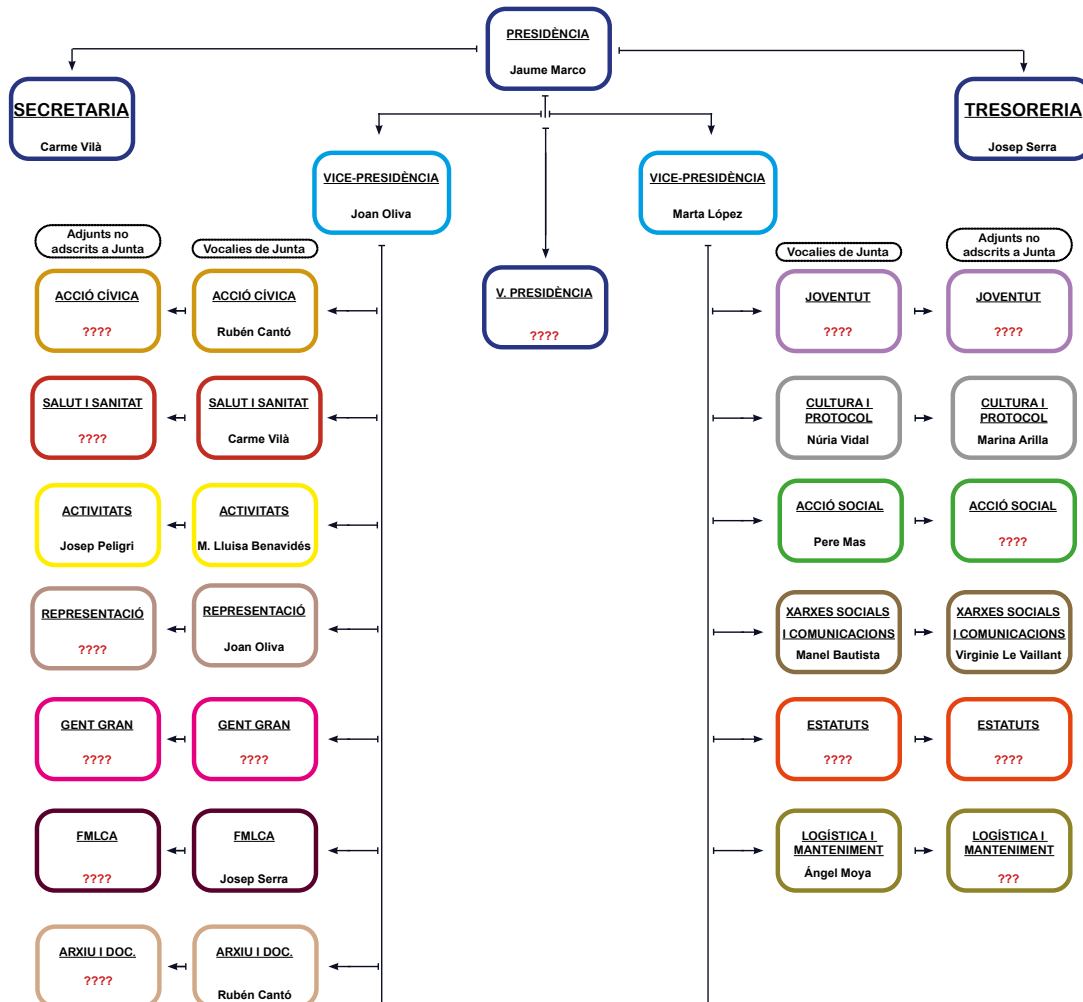 PRESIDÈNCIA
Jaume Marco
SECRETARIA
Carme Vilà
TRESORERIA
Josep Serra
VICE-PRESIDÈNCIA
Joan Oliva
VICE-PRESIDÈNCIA
Marta López
V. PRESIDÈNCIA
????
Adjunts no
adscrits a Junta
Vocalies de Junta
ACCIÓ CÍVICA
????
ACCIÓ CÍVICA
Rubén Cantó
SALUT I SANITAT
????
SALUT I SANITAT
Carme Vilà
ACTIVITATS
Josep Peligri
ACTIVITATS
M. Lluisa Benavidés
REPRESENTACIÓ
????
REPRESENTACIÓ
Joan Oliva
GENT GRAN
????
GENT GRAN
????
FMLCA
????
FMLCA
Josep Serra
ARXIU I DOC.
????
ARXIU I DOC.
Rubén Cantó
Vocalies de Junta
Adjunts no
adscrits a Junta
JOVENTUT
????
JOVENTUT
????
CULTURA I
PROTOCOL
Núria Vidal
CULTURA I
PROTOCOL
Marina Arilla
ACCIÓ SOCIAL
Pere Mas
ACCIÓ SOCIAL
????
XARXES SOCIALS
I COMUNICACIONS
Manel Bautista
XARXES SOCIALS
I COMUNICACIONS
Virginie Le Vaillant
ESTATUTS
????
ESTATUTS
????
LOGÍSTICA I
MANTENIMENT
Ángel Moya
LOGÍSTICA I
MANTENIMENT
???